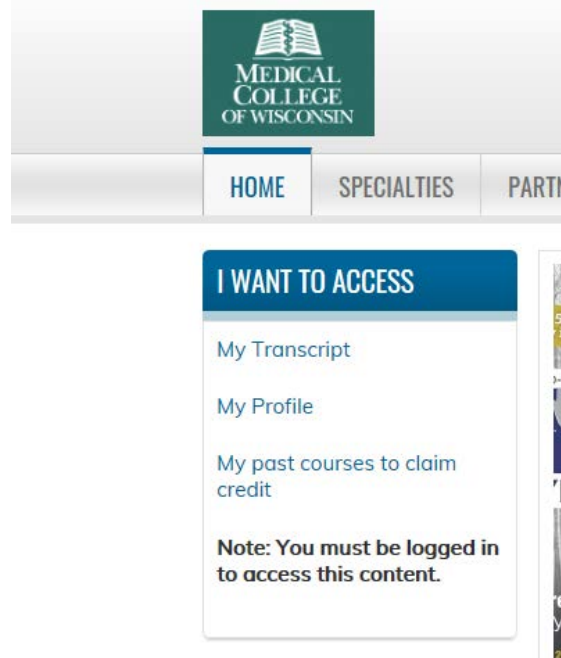 MEDICAL
COLLEGE
OF WISCONSIN
HOME SPECIALTIES
I WANT TO ACCESS
My Transcript
My Profile
My past courses to claim
credit
Note: You must be logged in
to access this content.